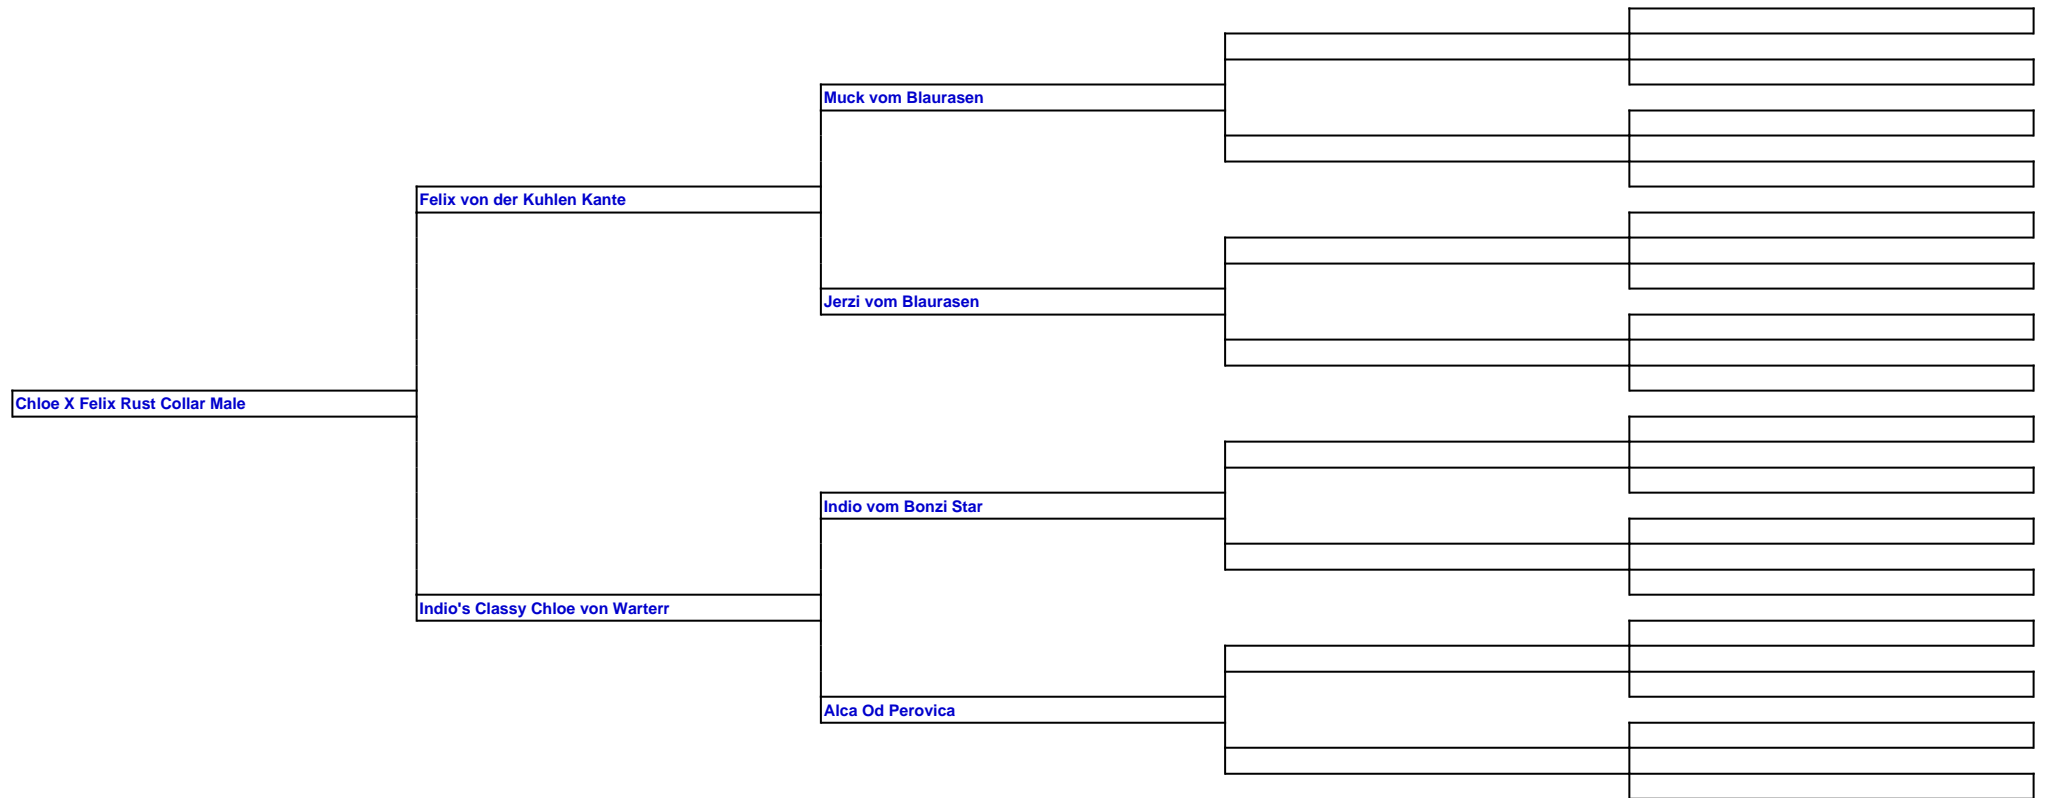 Muck vom Blaurasen
Felix von der Kuhlen Kante
Jerzi vom Blaurasen
Chloe X Felix Rust Collar Male
Indio vom Bonzi Star
Indio's Classy Chloe von Warterr
Alca Od Perovica